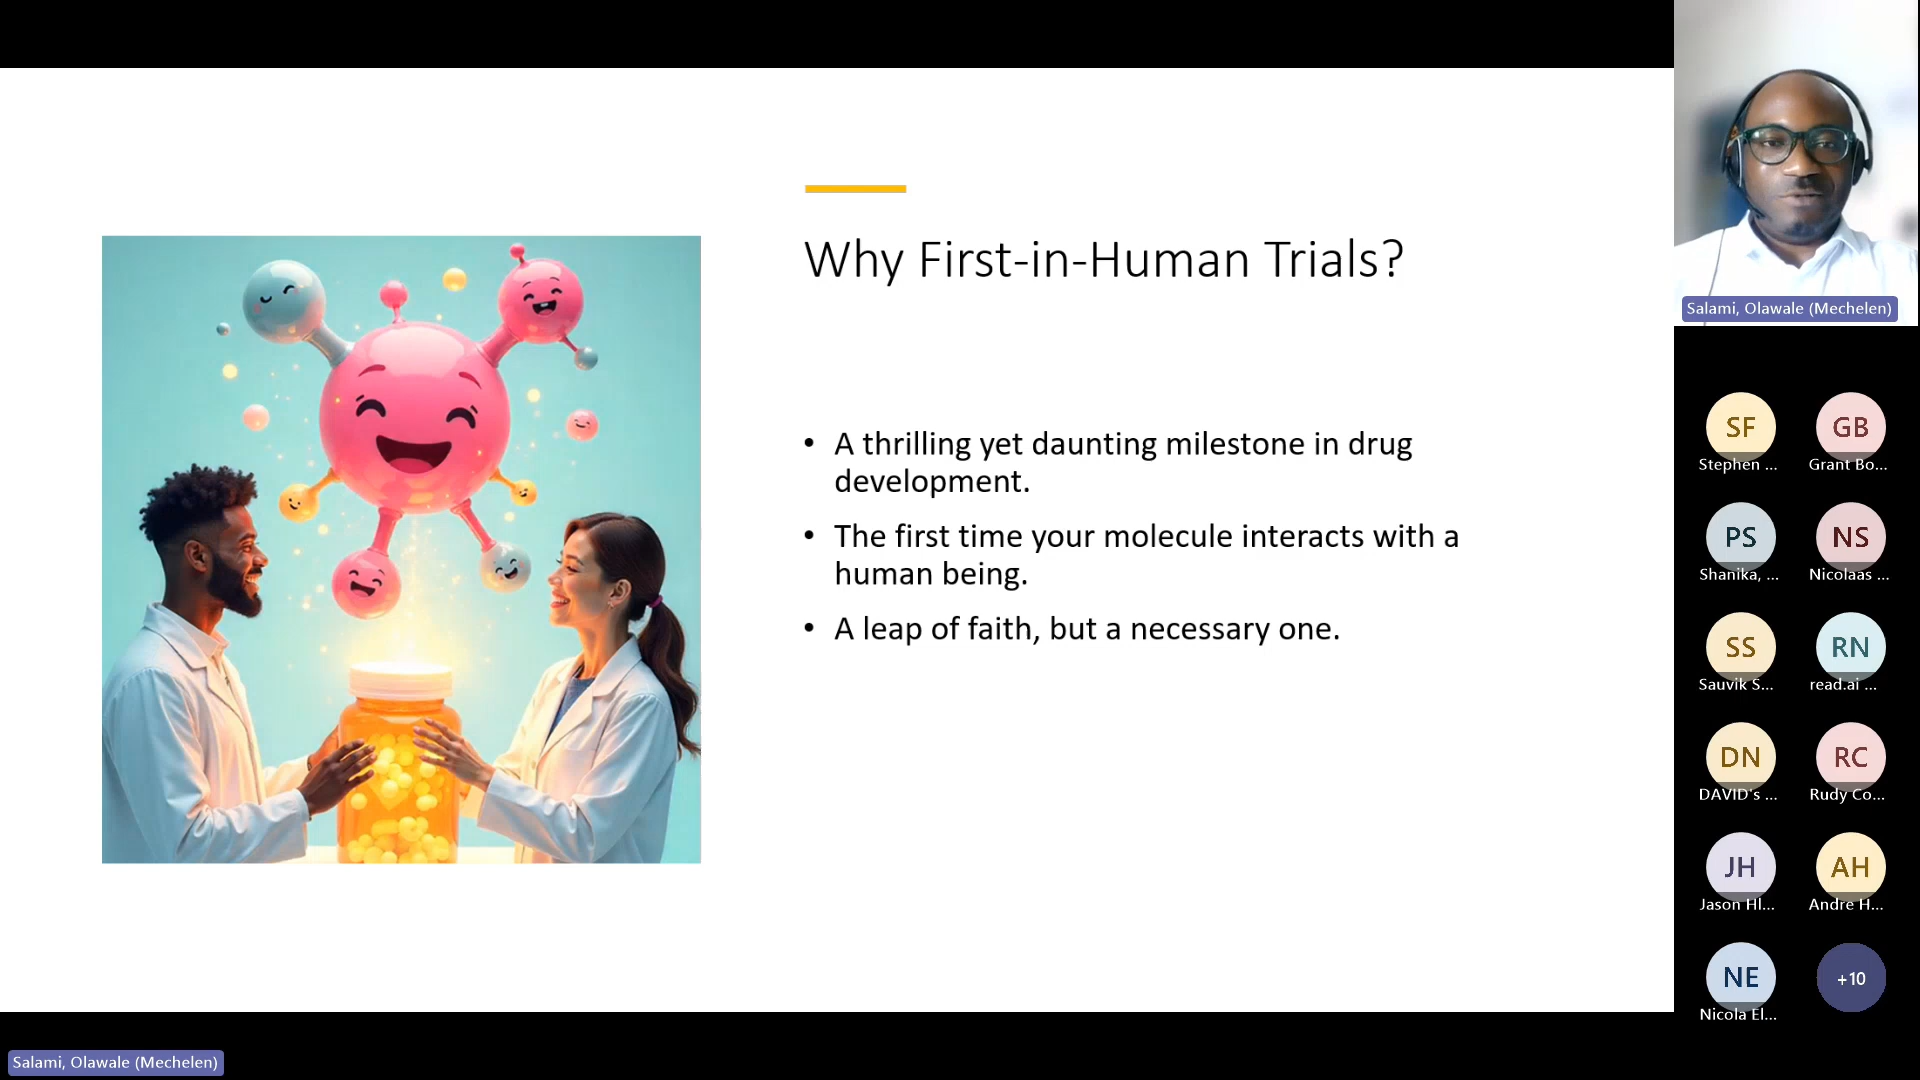 Why First-in-Human Trials?
• A thrilling yet daunting milestone in drug
development.
• The first time your molecule interacts with a
human being.
• A leap of faith, but a necessary one.
Salami, Olawale (Mechelen)
SF
Stephen ...
GB
Grant Bo...
PS
Shanika, ...
NS
Nicolaas ...
SS
Sauvik S...
RN
read.ai ...
DN
DAVID's ...
RC
Rudy Co...
JH
Jason Hl...
AH
Andre H...
NE
Nicola El...
+10
Salami, Olawale (Mechelen)